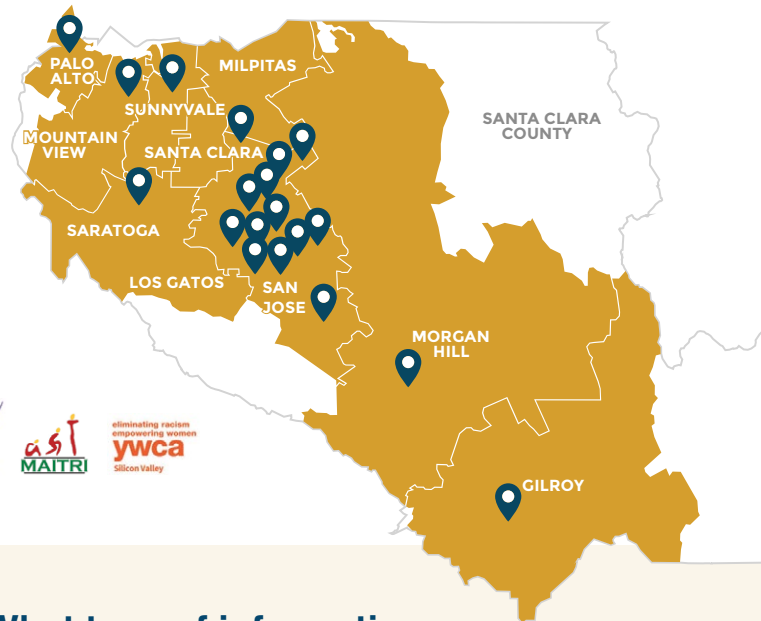 PALO
ALTO
MILPITAS
SUNNYVALE
MOUNTAIN
VIEW
SANTA CLARA
SANTA CLARA
COUNTY
SARATOGA
LOS GATOS
SAN
JOSE
MORGAN
HILL
GILROY
MAITRI
eliminating racism
empowering women
ywca
Silicon Valley